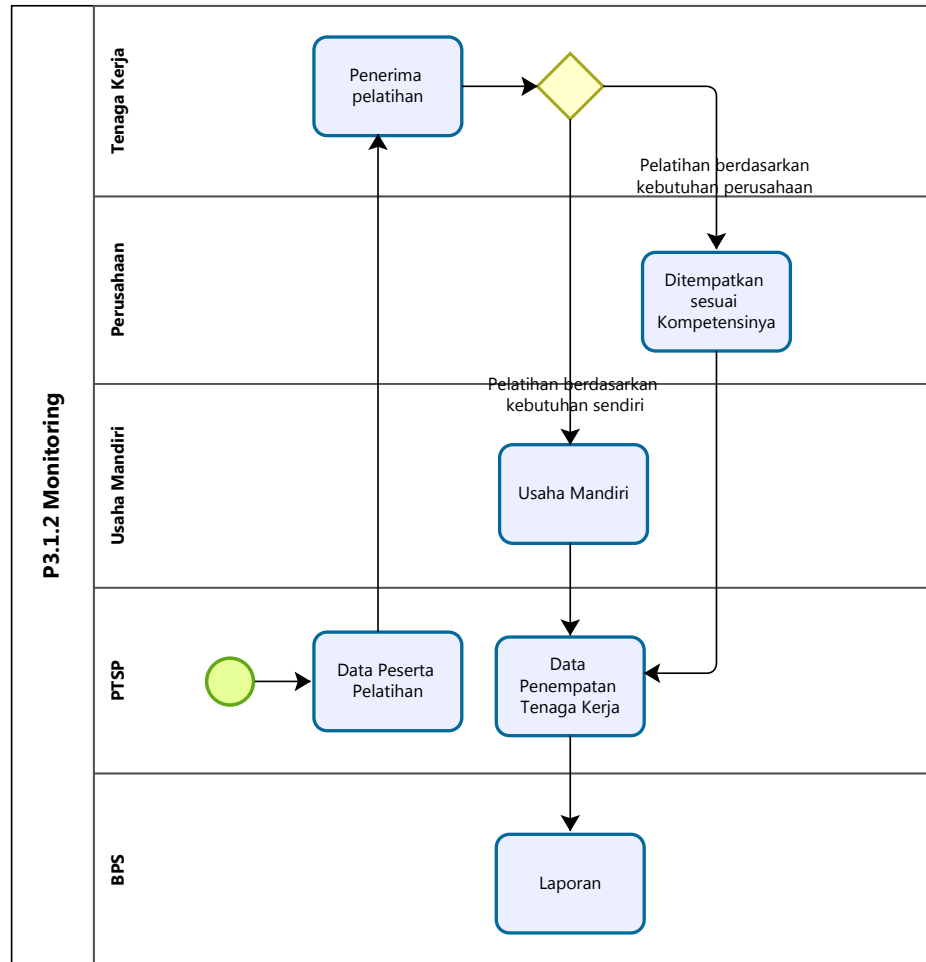 P3.1.2 Monitoring
Tenaga Kerja
Penerima
pelatihan
Pelatihan berdasarkan
kebutuhan perusahaan
Perusahaan
Ditempatkan
sesuai
Kompetensinya
Pelatihan berdasarkan
kebutuhan sendiri
Usaha Mandiri
Usaha Mandiri
PTSP
Data Peserta
Pelatihan
Data
Penempatan
Tenaga Kerja
BPS
Laporan